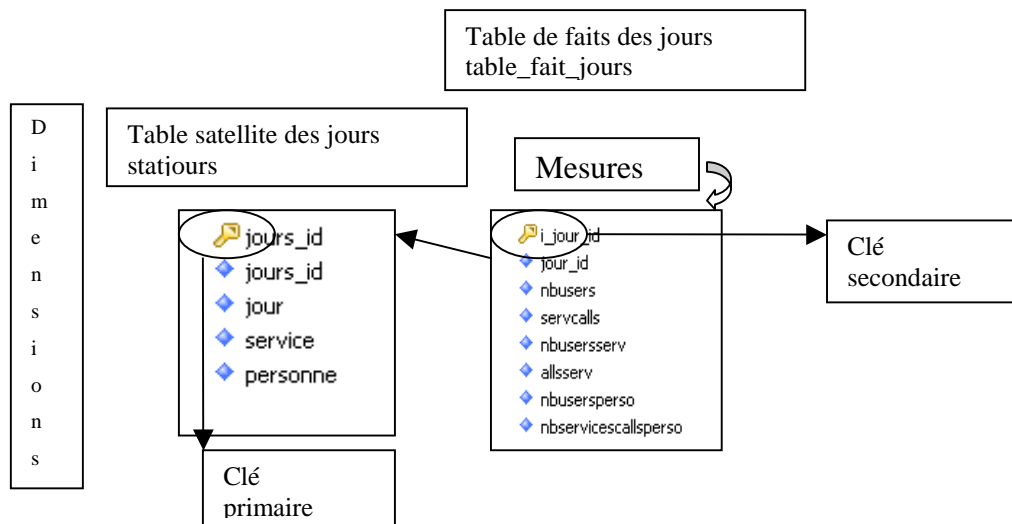 Table de faits des jours
table_fait_jours
D
i
m
e
n
s
i
o
n
s
Table satellite des jours
statjours
Mesures
jours_id
jours_id
jour
service
personne
i_jour_id
jour_id
nbusers
servcalls
nbusersserv
allsserv
nbusersperso
nbservicescallsperso
Clé
secondaire
Clé
primaire